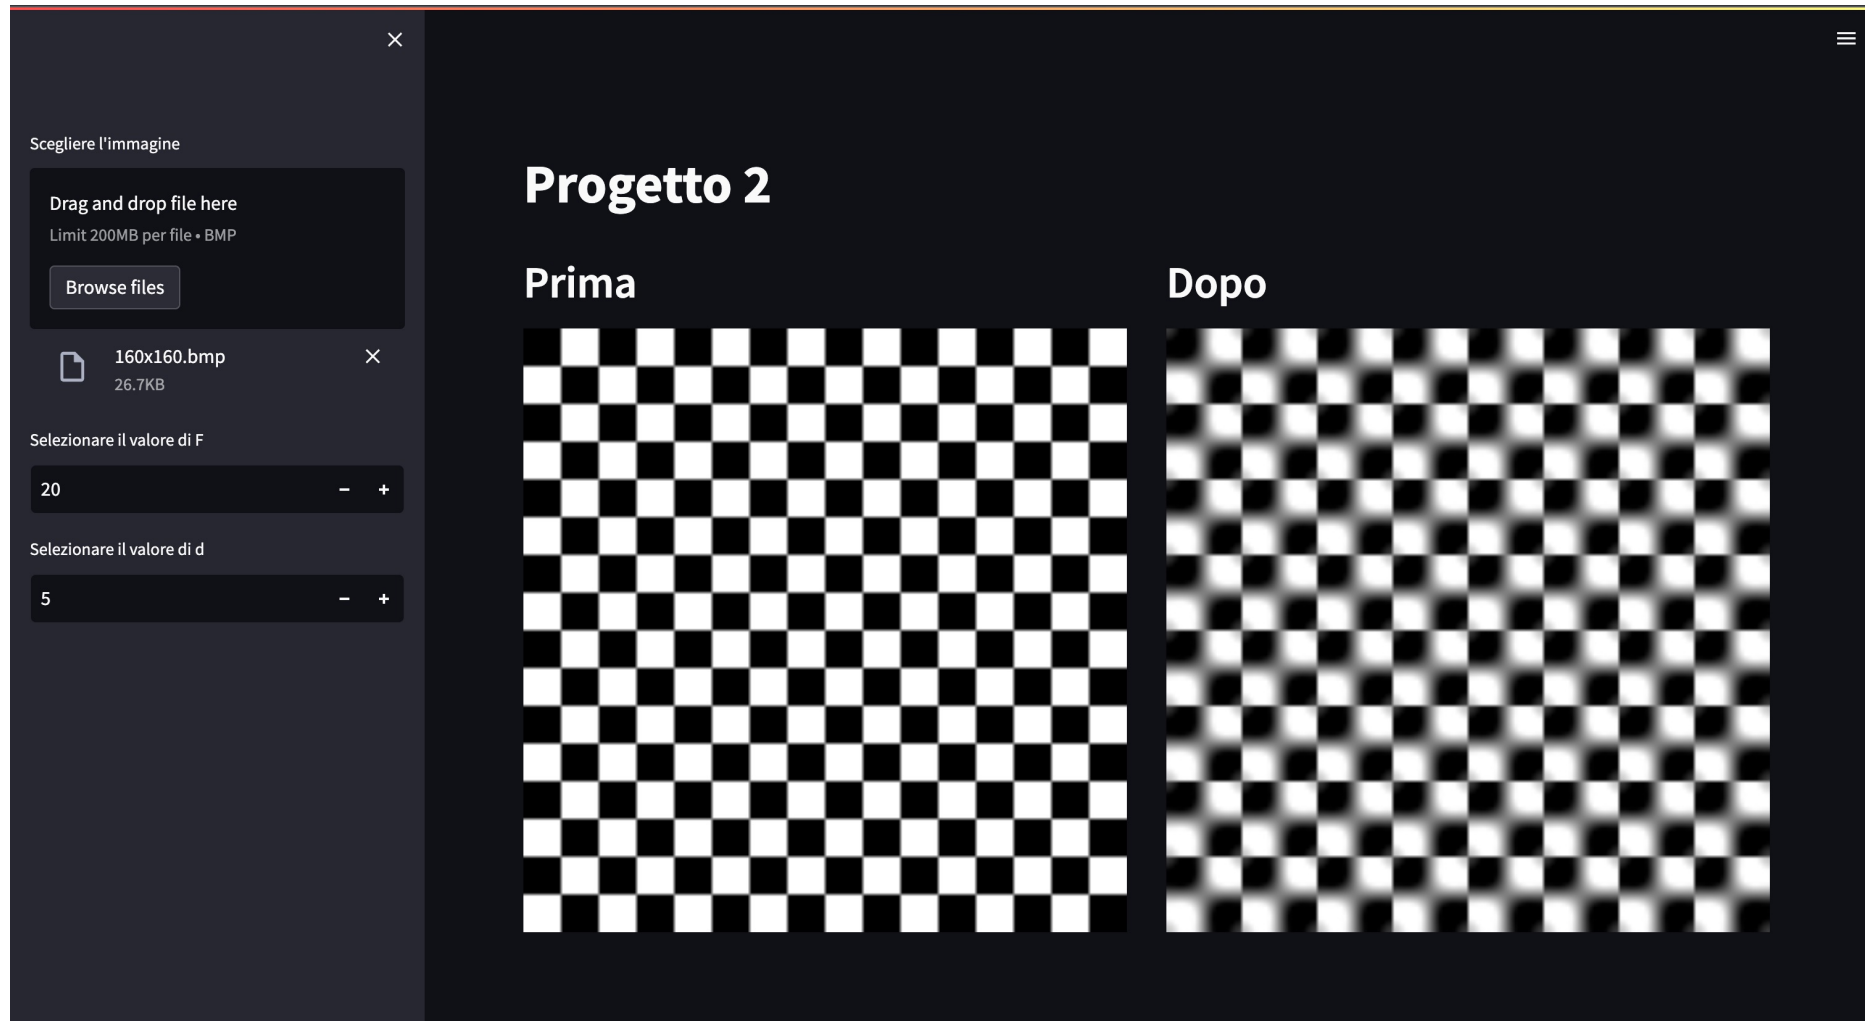 Scegliere l'immagine
Drag and drop file here
Limit 200MB per file • BMP
Browse files
160x160.bmp
26.7KB
Selezionare il valore di F
20
Selezionare il valore di d
5
Progetto 2
Prima
Dopo